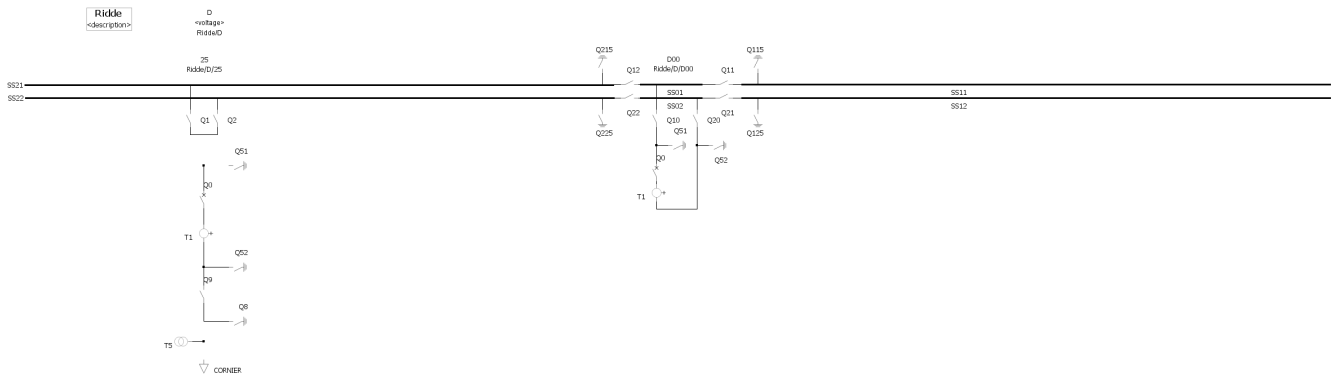 Ridde
<description>
D
<voltage>
Ridde/D
25
Ridde/D/25
Q215
Q12
D00
Ridde/D/D00
Q11
Q115
SS21
SS22
SS01
SS02
SS11
SS12
Q1
Q2
Q225
Q22
Q10
Q20
Q21
Q125
Q51
Q52
Q0
T1
Q51
Q0
T1
Q52
Q9
Q8
T5
CORNIER